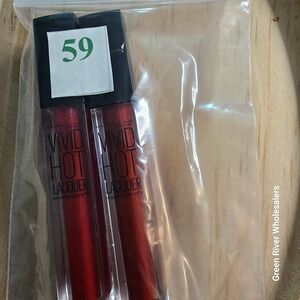 59
VIVID
HOT
LACQUER
VIVID
HOT
LACQUER
Green River Wholesalers